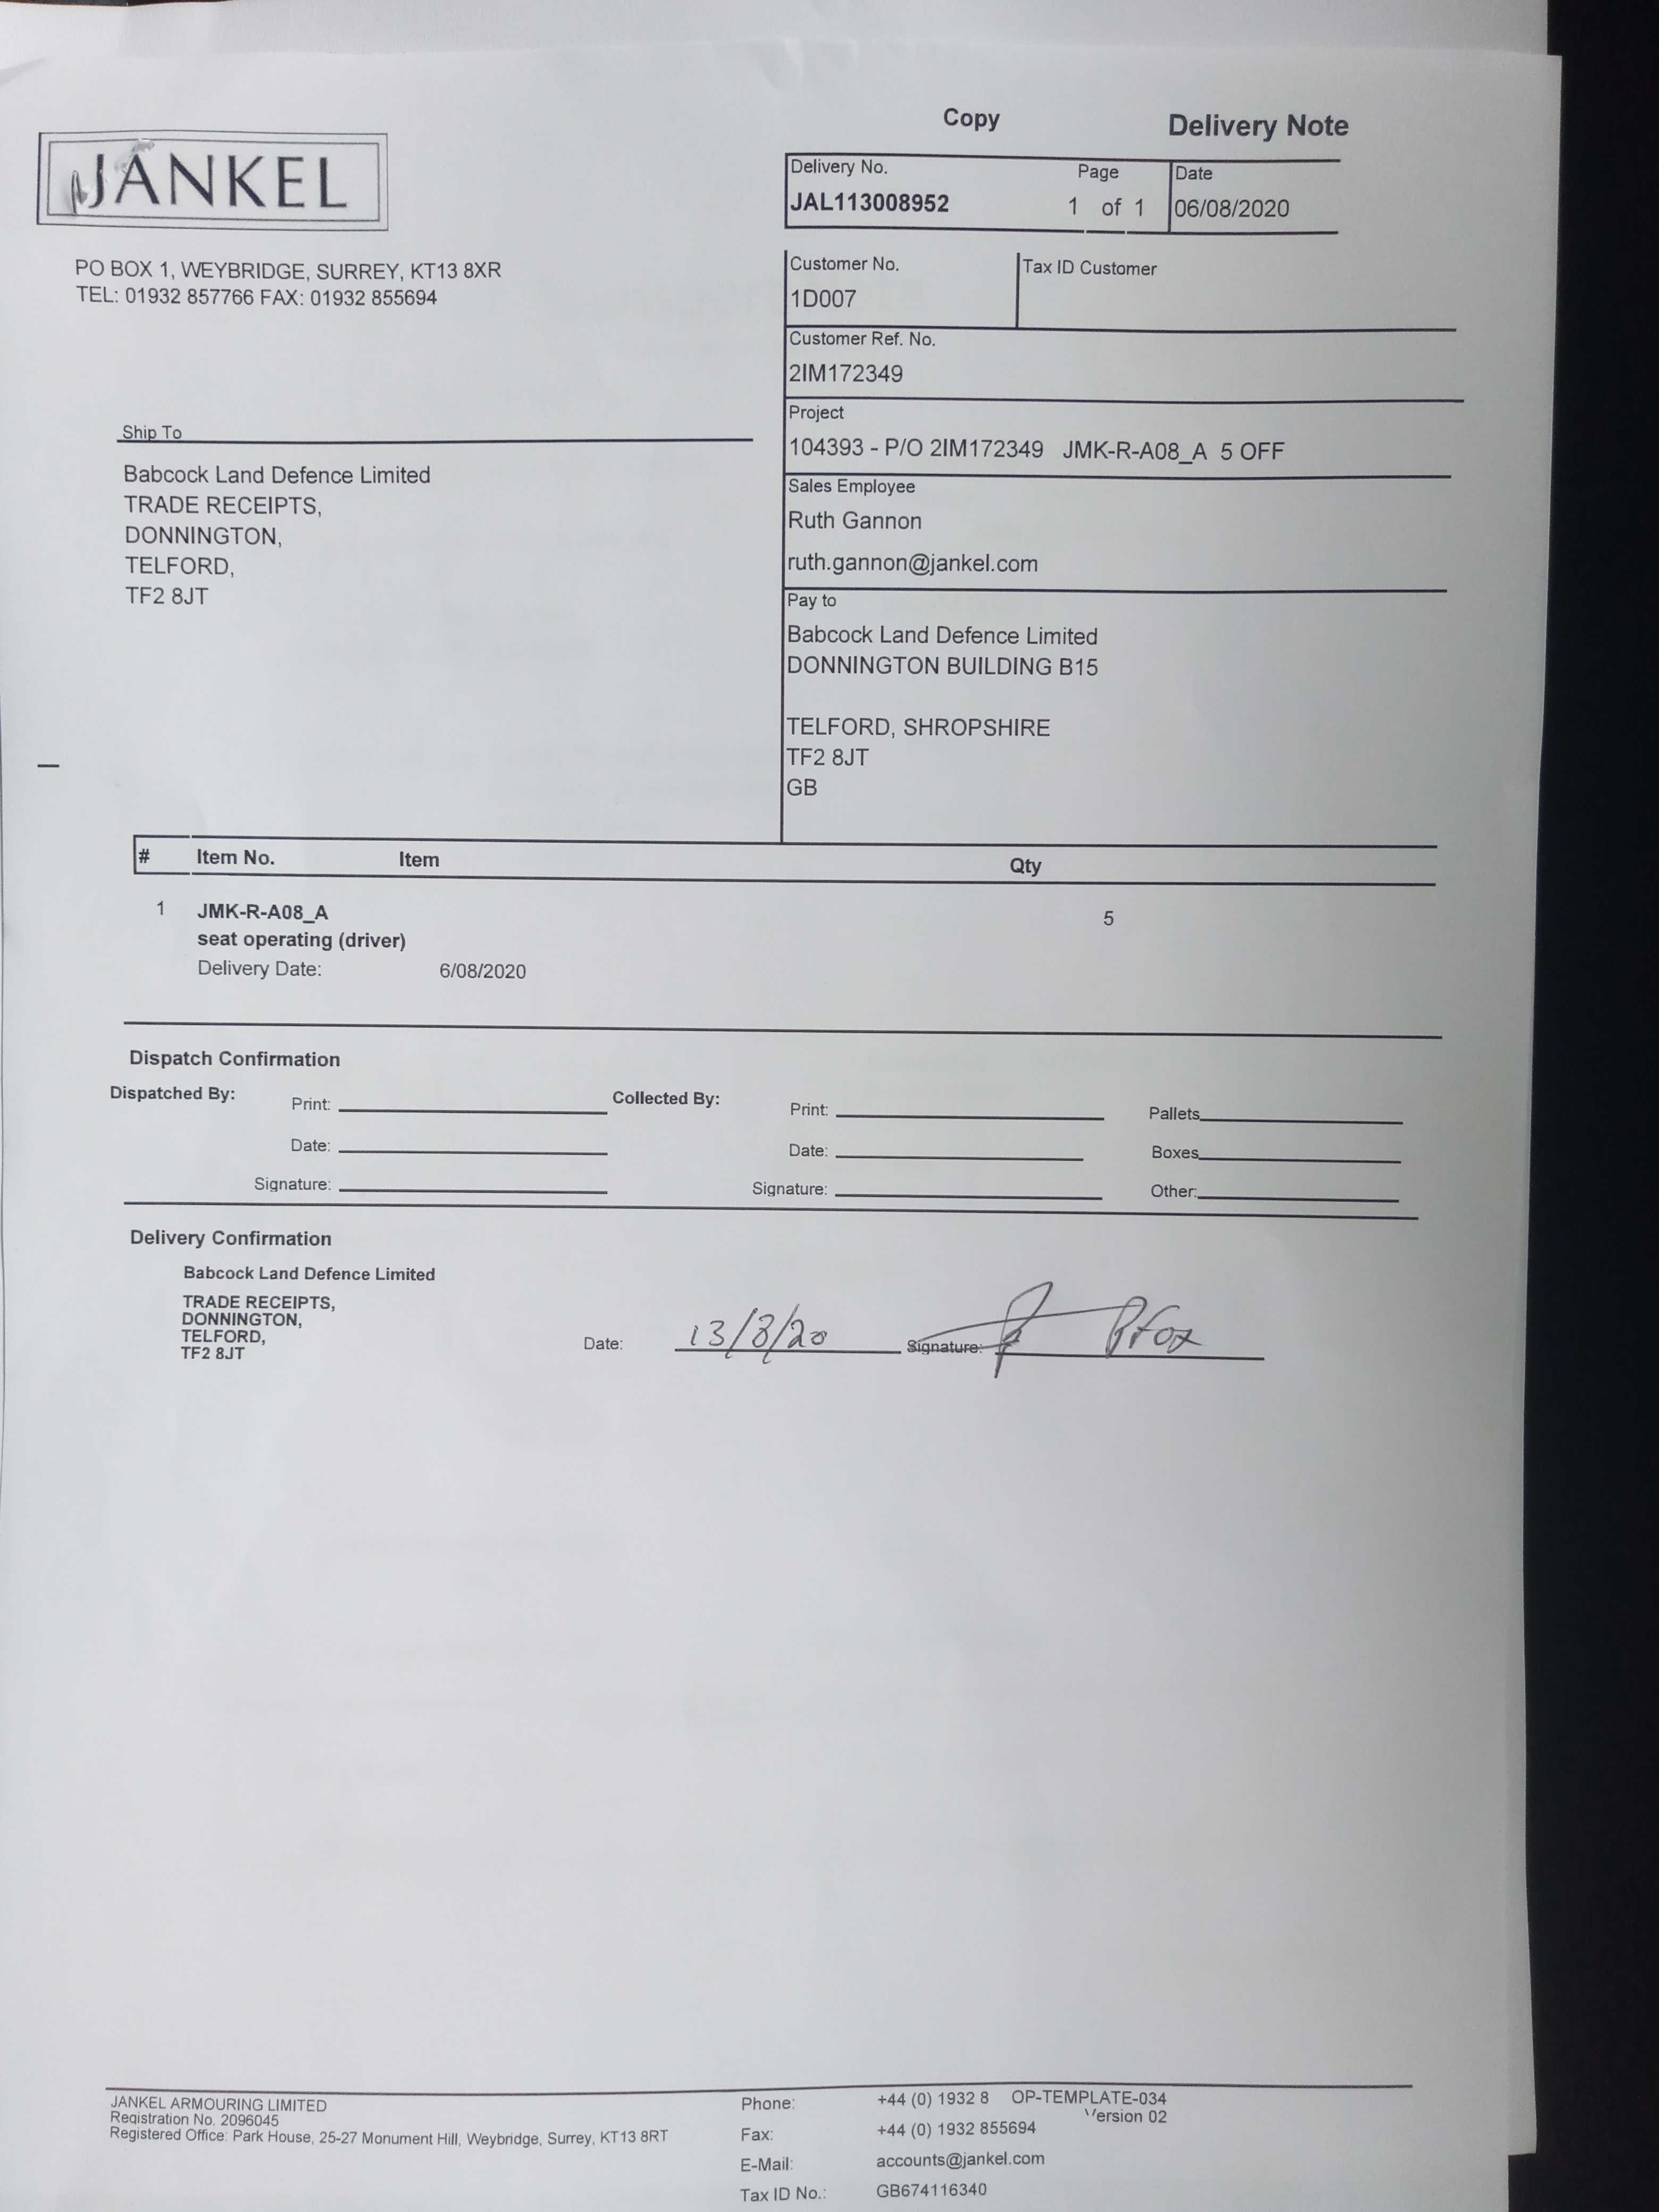 JANKEL
PO BOX 1, WEYBRIDGE, SURREY, KT13 8XR
TEL: 01932 857766 FAX: 01932 855694
Copy
Delivery Note
Delivery No.
JAL113008952
Page
1 of 1
Date
06/08/2020
Customer No.
1D007
Tax ID Customer
Customer Ref. No.
2IM172349
Project
104393 - P/O 2IM172349 JMK-R-A08_A 5 OFF
Sales Employee
Ruth Gannon
ruth.gannon@jankel.com
Ship To
Babcock Land Defence Limited
TRADE RECEIPTS,
DONNINGTON,
TELFORD,
TF2 8JT
Pay to
Babcock Land Defence Limited
DONNINGTON BUILDING B15
TELFORD, SHROPSHIRE
TF2 8JT
GB
# Item No. Item Qty
1 JMK-R-A08_A 5
seat operating (driver)
Delivery Date: 6/08/2020
Dispatch Confirmation
Dispatched By: Print: Collected By: Print: Pallets
Date: Date: Boxes
Signature: Signature: Other:
Delivery Confirmation
Babcock Land Defence Limited
TRADE RECEIPTS,
DONNINGTON,
TELFORD,
TF2 8JT
Date: 13/8/20 Signature: PFox
JANKEL ARMOURING LIMITED
Registration No. 2096045
Registered Office: Park House, 25-27 Monument Hill, Weybridge, Surrey, KT13 8RT
Phone: +44 (0) 1932 8 OP-TEMPLATE-034
Version 02
Fax: +44 (0) 1932 855694
E-Mail: accounts@jankel.com
Tax ID No.: GB674116340